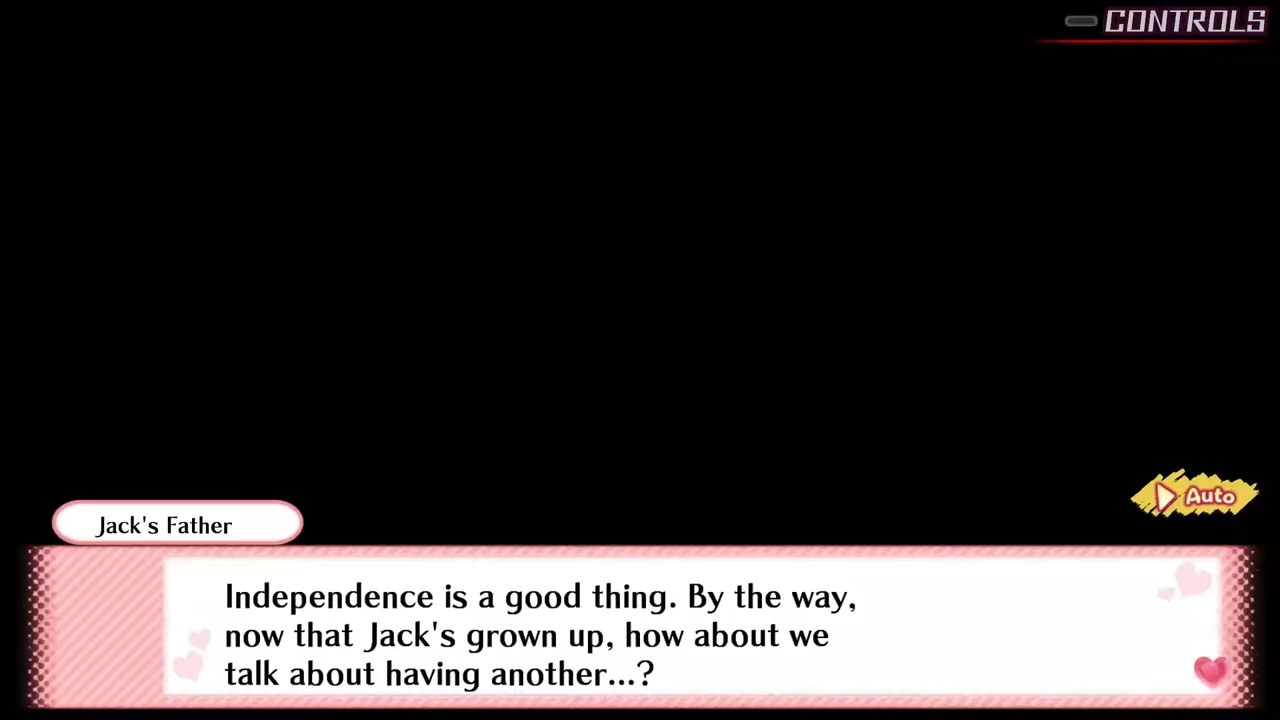 CONTROLS
Auto
Jack's Father
Independence is a good thing. By the way,
now that Jack's grown up, how about we
talk about having another...?